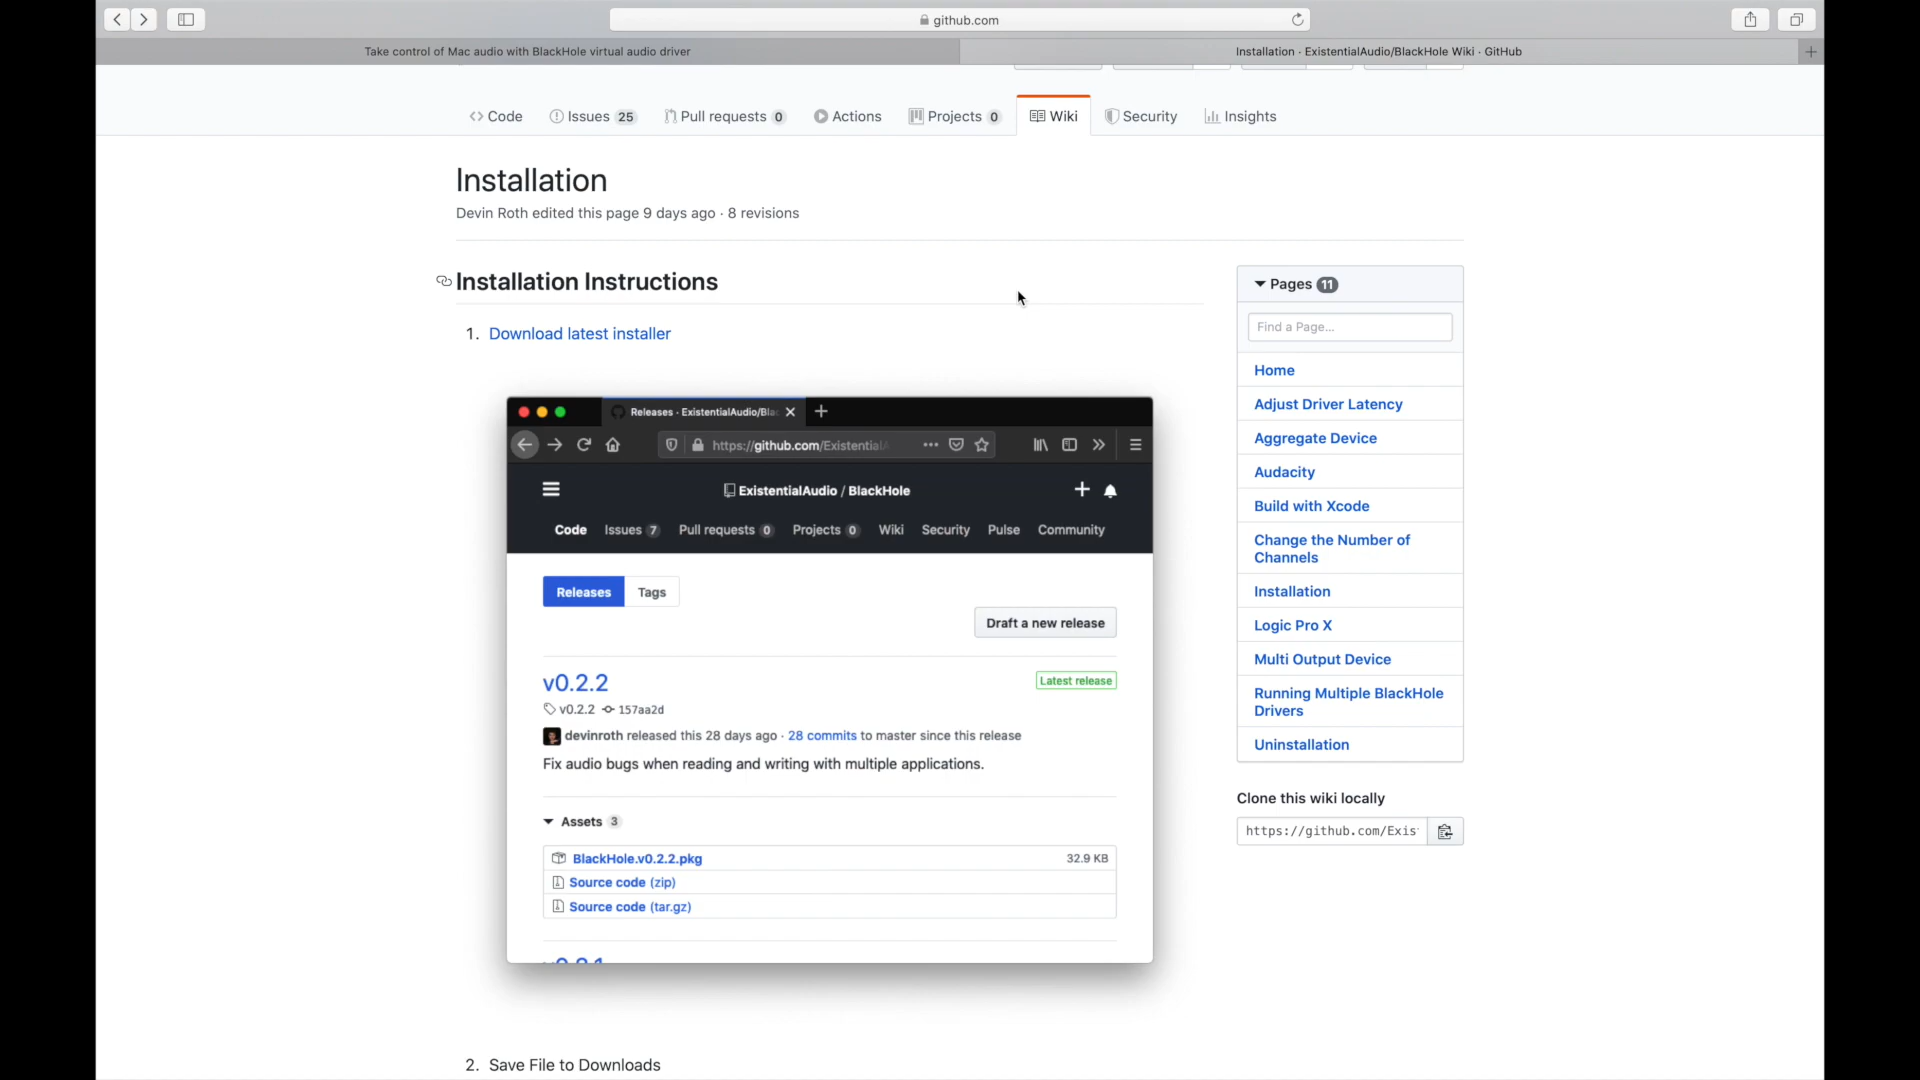 github.com
Take control of Mac audio with BlackHole virtual audio driver
Installation · ExistentialAudio/BlackHole Wiki · GitHub
Code
Issues 25
Pull requests 0
Actions
Projects 0
Wiki
Security
Insights
Installation
Devin Roth edited this page 9 days ago · 8 revisions
Installation Instructions
1. Download latest installer
Releases · ExistentialAudio/Bla
https://github.com/Existential
ExistentialAudio / BlackHole
Code
Issues 7
Pull requests 0
Projects 0
Wiki
Security
Pulse
Community
Releases
Tags
Draft a new release
v0.2.2
Latest release
v0.2.2 157aa2d
devinroth released this 28 days ago · 28 commits to master since this release
Fix audio bugs when reading and writing with multiple applications.
Assets 3
BlackHole.v0.2.2.pkg
32.9 KB
Source code (zip)
Source code (tar.gz)
2. Save File to Downloads
Pages 11
Find a Page...
Home
Adjust Driver Latency
Aggregate Device
Audacity
Build with Xcode
Change the Number of
Channels
Installation
Logic Pro X
Multi Output Device
Running Multiple BlackHole
Drivers
Uninstallation
Clone this wiki locally
https://github.com/Exis